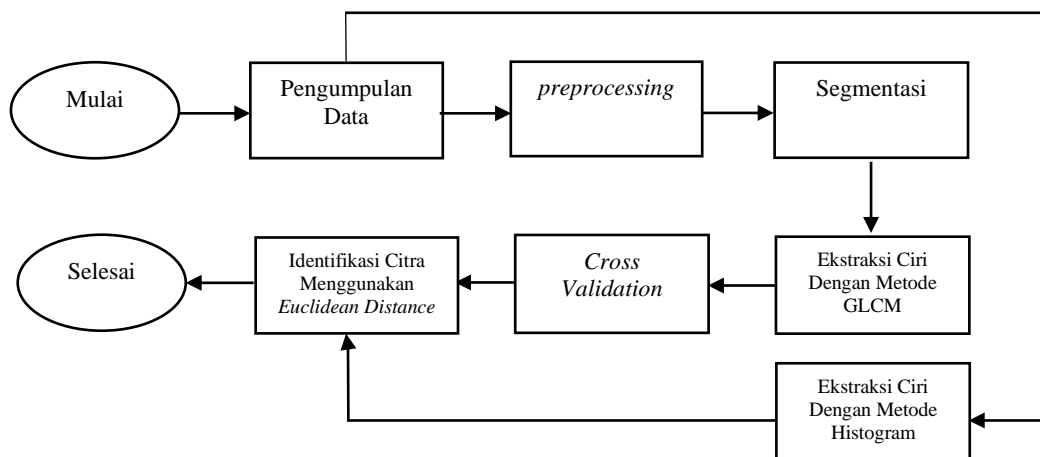 Mulai
Pengumpulan
Data
preprocessing
Segmentasi
Selesai
Identifikasi Citra
Menggunakan
Euclidean Distance
Cross
Validation
Ekstraksi Ciri
Dengan Metode
GLCM
Ekstraksi Ciri
Dengan Metode
Histogram